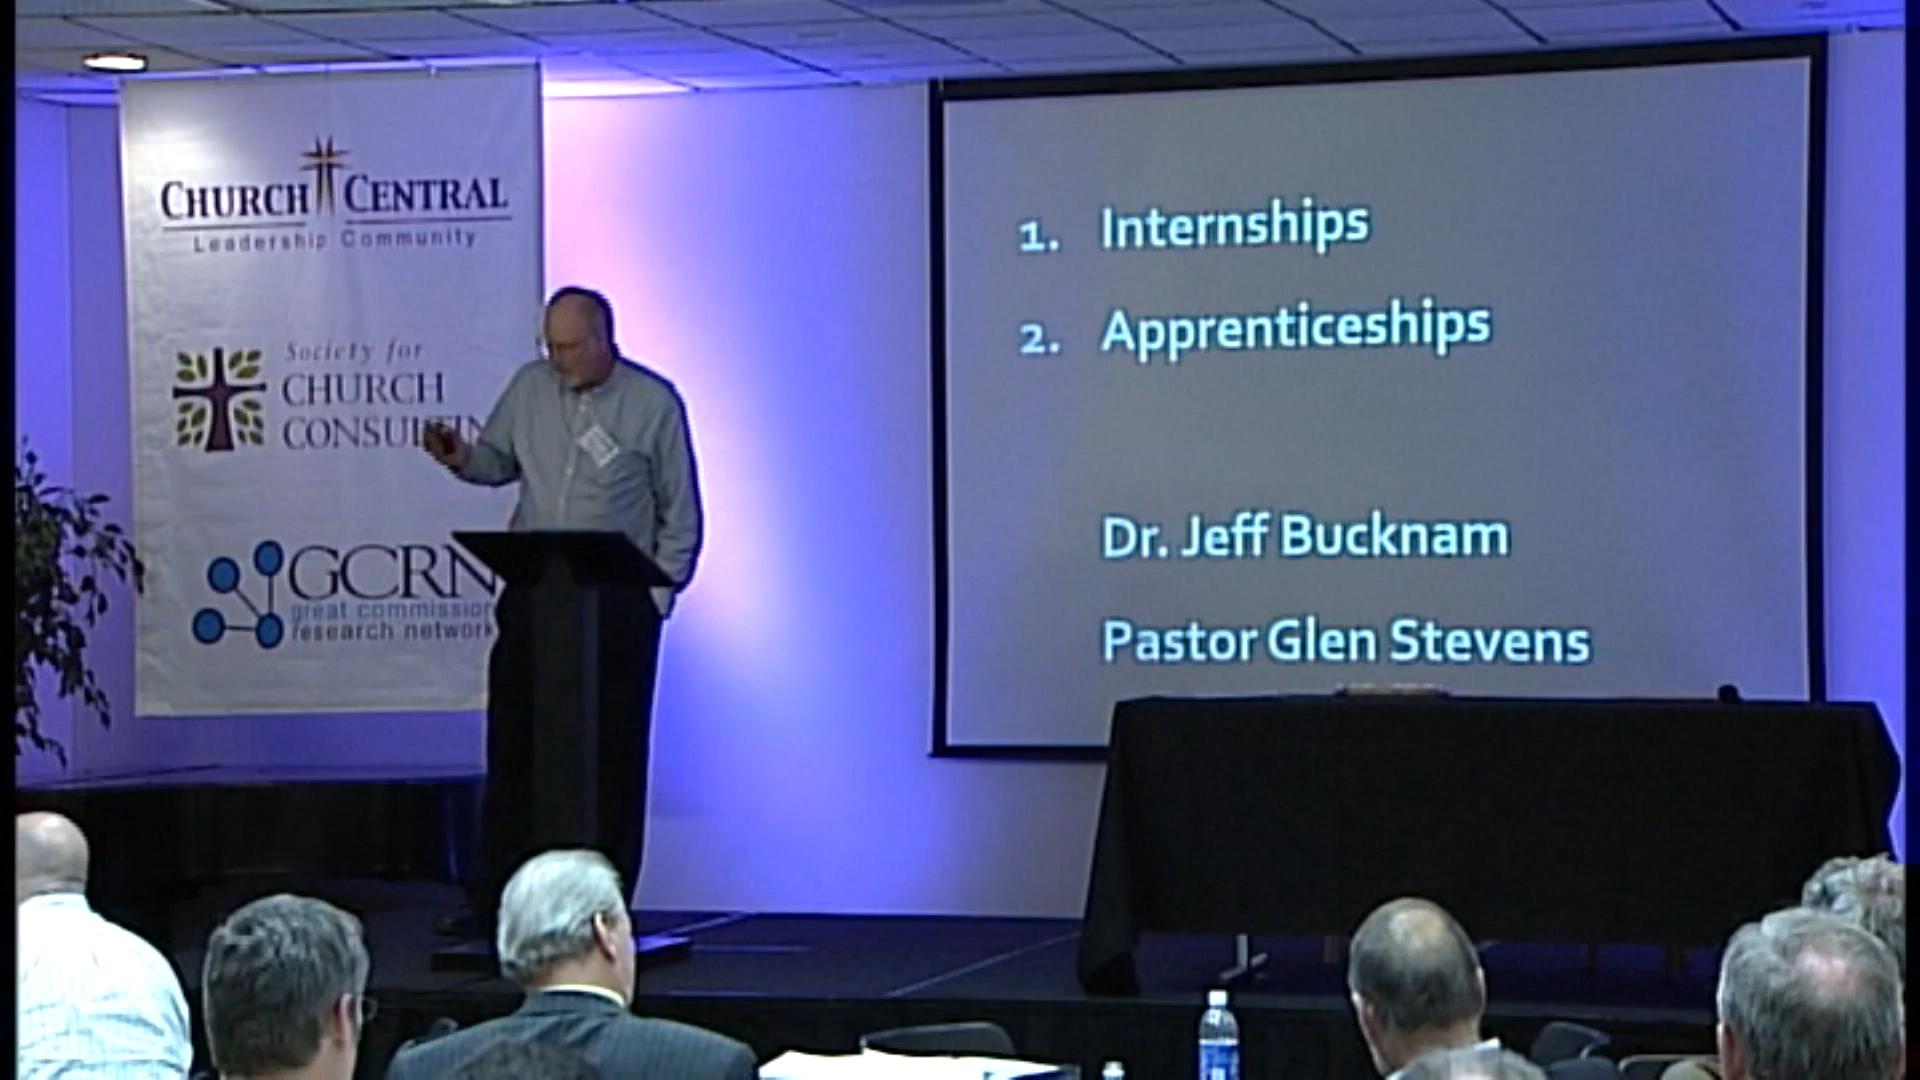 CHURCH CENTRAL
Leadership Community
Society for
CHURCH
CONSULTIN
GCRN
great commission
research network
1. Internships
2. Apprenticeships
Dr. Jeff Bucknam
Pastor Glen Stevens